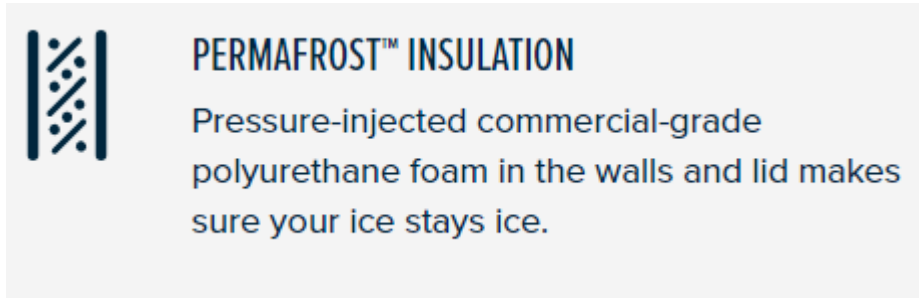 PERMAFROST™ INSULATION
Pressure-injected commercial-grade
polyurethane foam in the walls and lid makes
sure your ice stays ice.